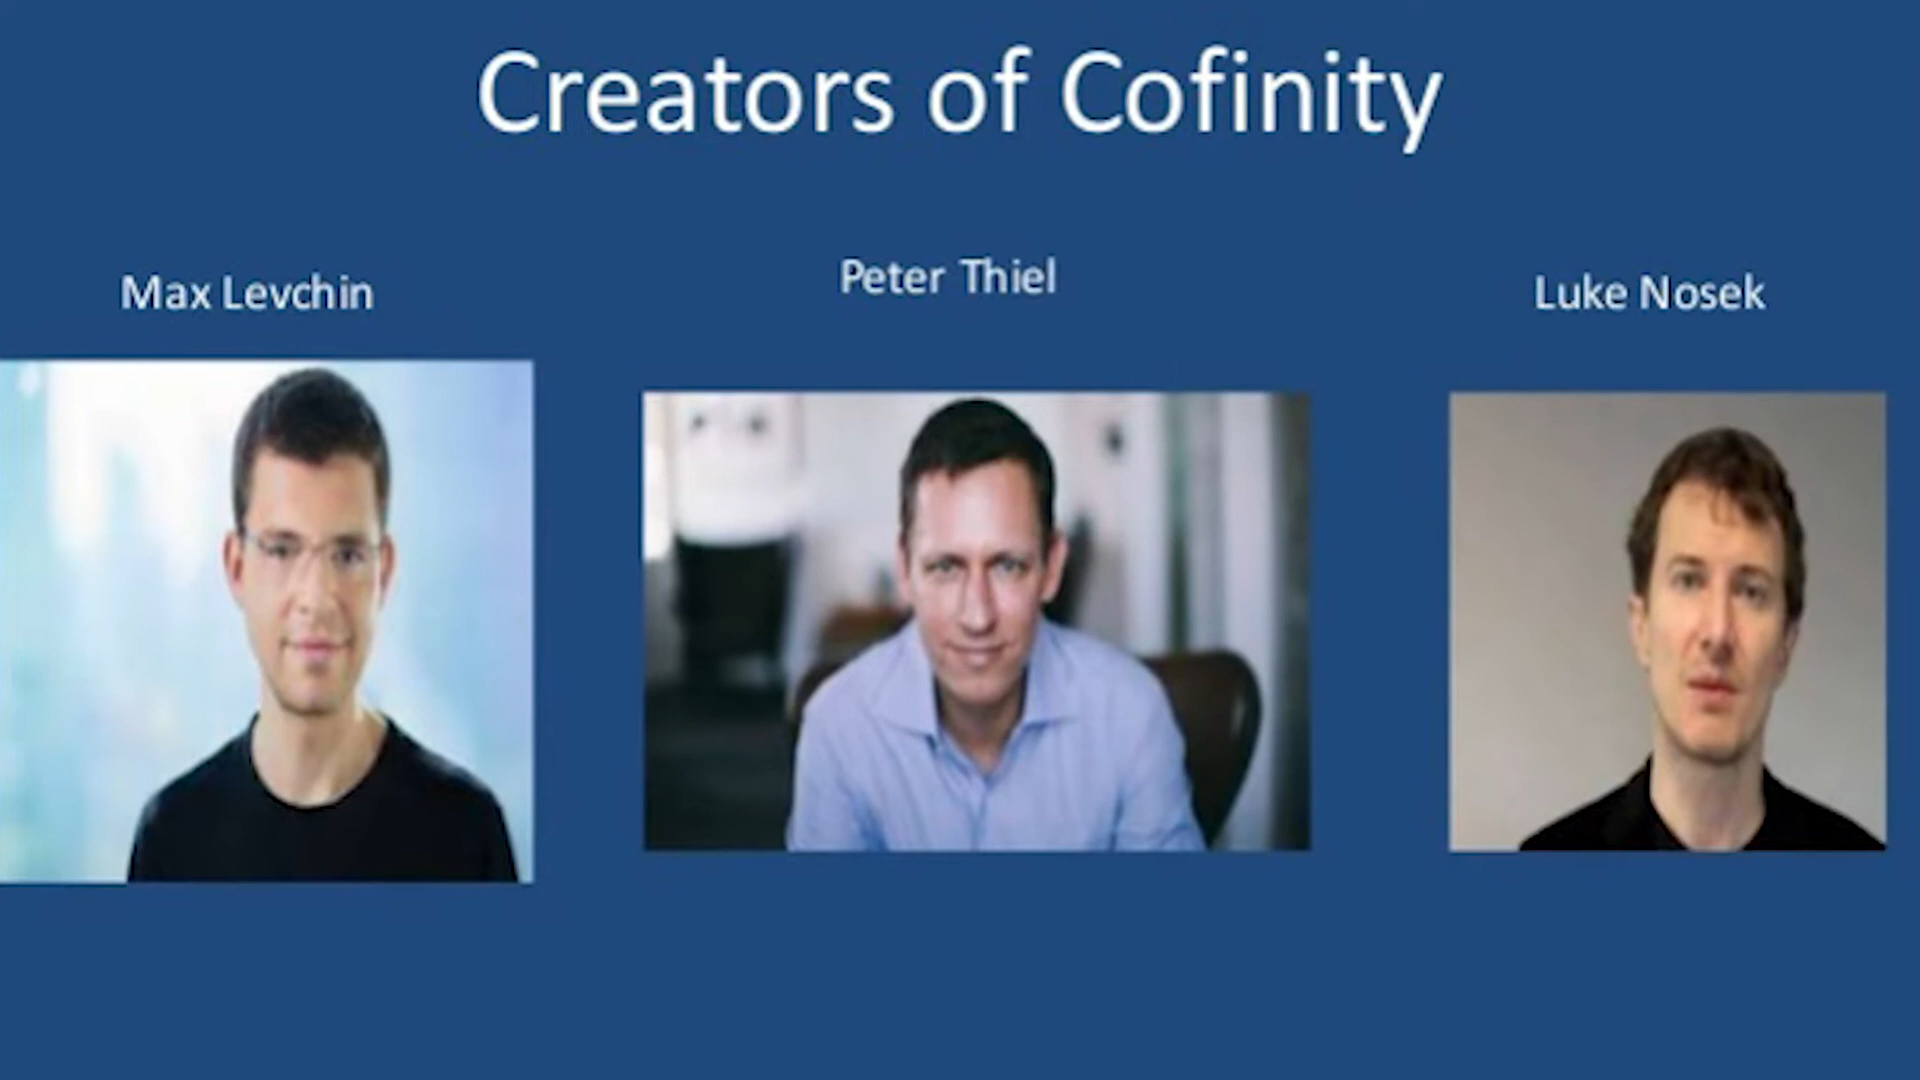 Creators of Cofinity
Max Levchin
Peter Thiel
Luke Nosek